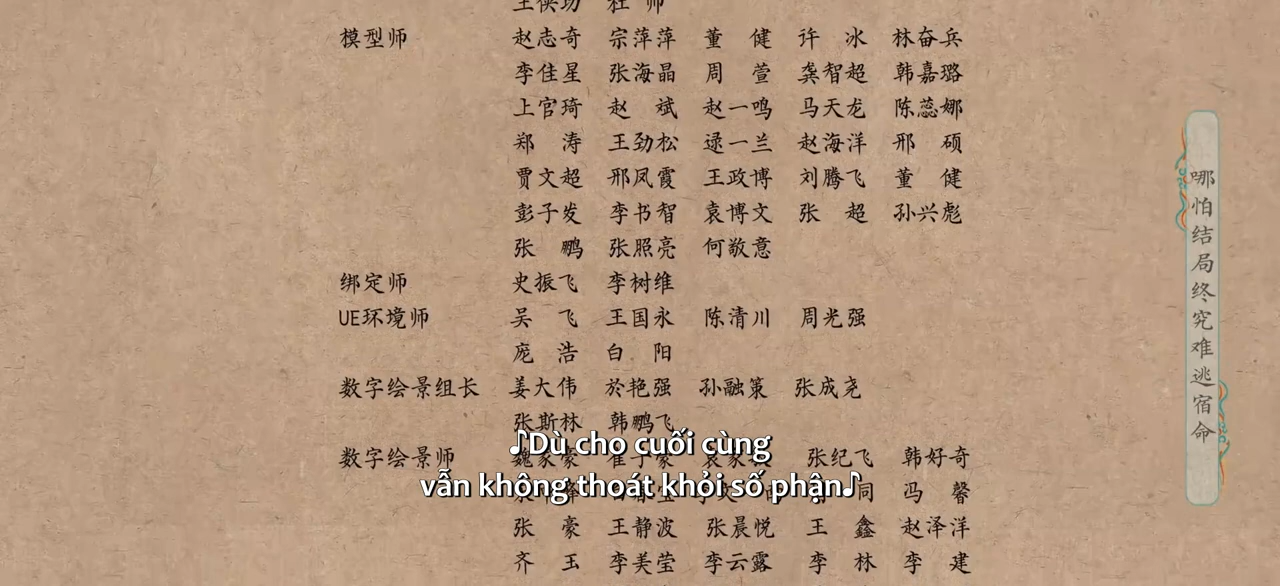 模型师 赵志奇 宗萍萍 董 健 许 冰 林奋兵
李佳星 张海晶 周 萱 龚智超 韩嘉璐
上官琦 赵 斌 赵一鸣 马天龙 陈蕊娜
郑 涛 王劲松 逯一兰 赵海洋 邢 硕
贾文超 邢凤霞 王政博 刘腾飞 董 健
彭子发 李书智 袁博文 张 超 孙兴彪
张 鹏 张照亮 何敬意
绑定师 史振飞 李树维
UE环境师 吴 飞 王国永 陈清川 周光强
庞 浩 白 阳
数字绘景组长 姜大伟 於艳强 孙融策 张成尧
张斯林 韩鹏飞
数字绘景师 张纪飞 韩好奇
同 冯 馨
张 豪 王静波 张晨悦 王 鑫 赵泽洋
齐 玉 李美莹 李云露 李 林 李 建
♪Dù cho cuối cùng
vẫn không thoát khỏi số phận♪
哪怕结局终究难逃宿命